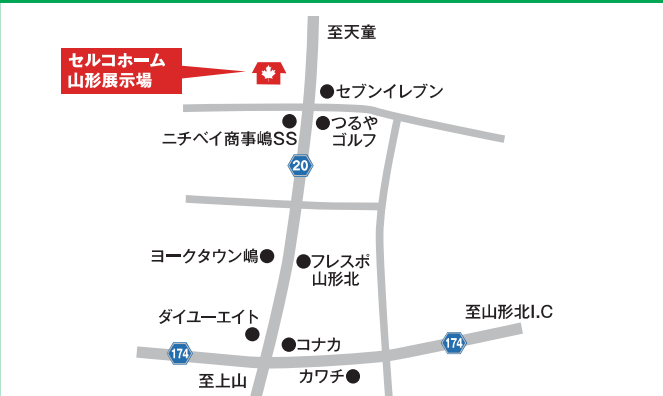 至天童
セルコホーム
山形展示場
セブンイレブン
つるや
ゴルフ
ニチベイ商事嶋SS
20
ヨークタウン嶋
フレスポ
山形北
至山形北I.C
ダイユーエイト
コナカ
174
174
至上山
カワチ